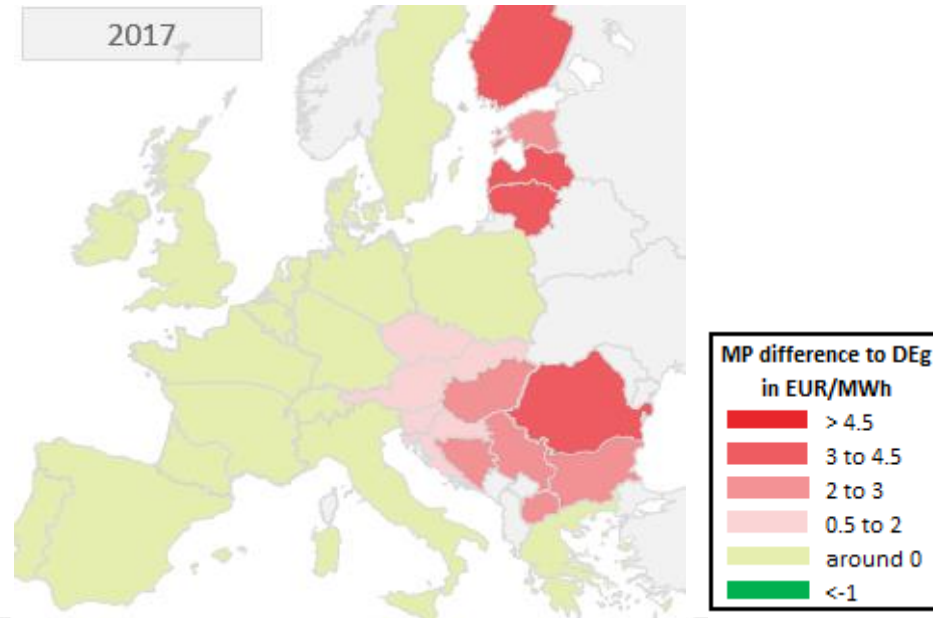 2017
MP difference to DEg
in EUR/MWh
> 4.5
3 to 4.5
2 to 3
0.5 to 2
around 0
<-1